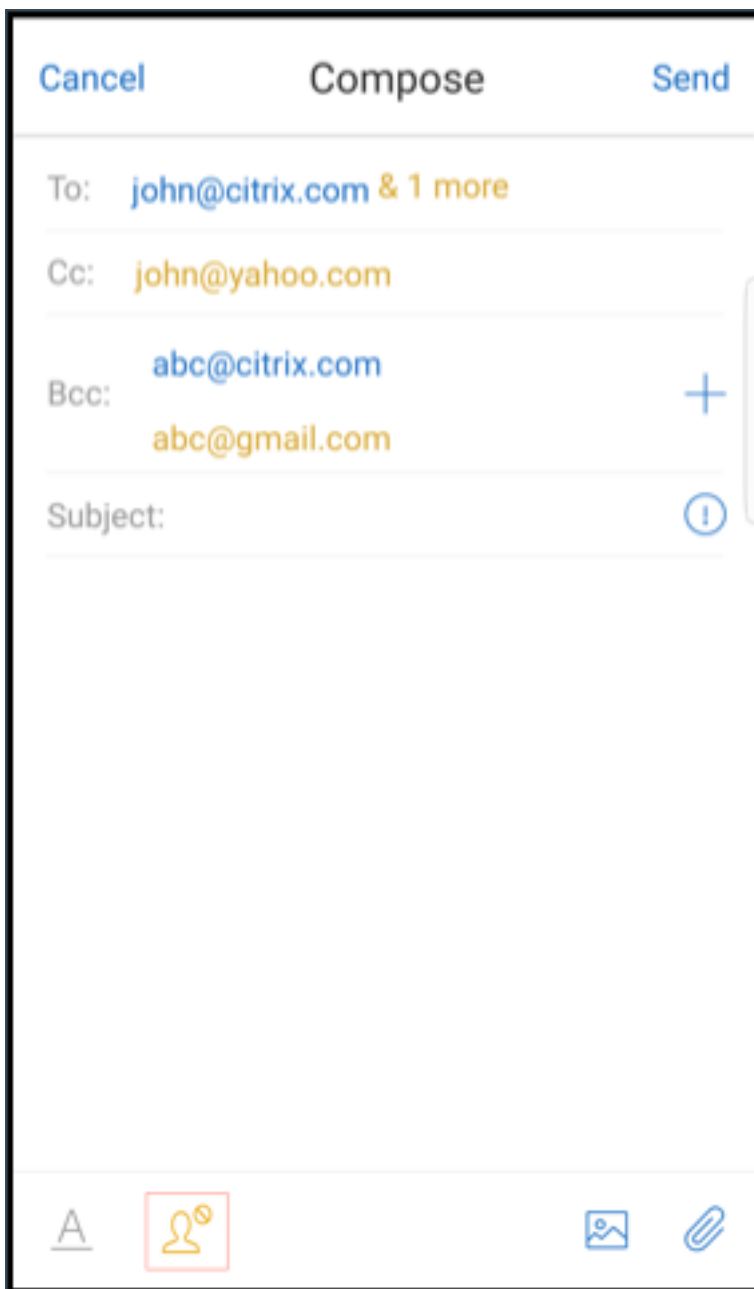 Cancel Compose Send
To: john@citrix.com & 1 more
Cc: john@yahoo.com
Bcc: abc@citrix.com
abc@gmail.com
Subject:
A